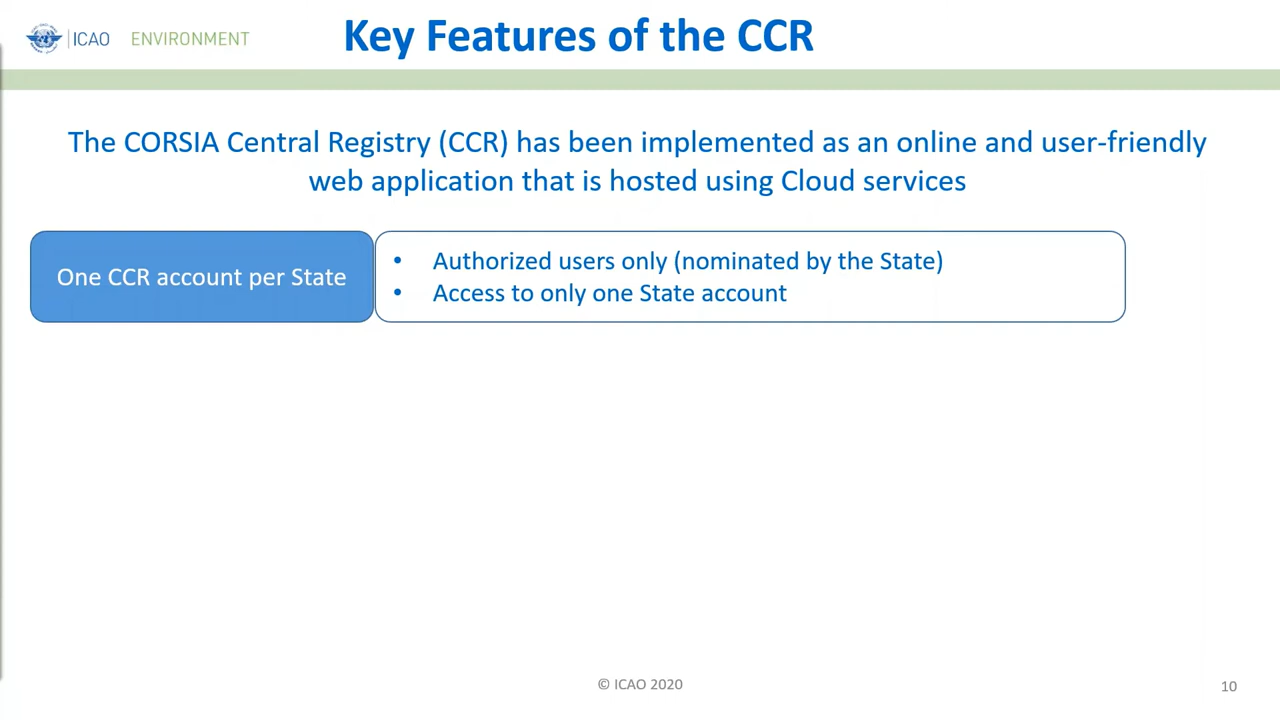 ICAO ENVIRONMENT
Key Features of the CCR
The CORSIA Central Registry (CCR) has been implemented as an online and user-friendly
web application that is hosted using Cloud services
One CCR account per State
• Authorized users only (nominated by the State)
• Access to only one State account
© ICAO 2020
10